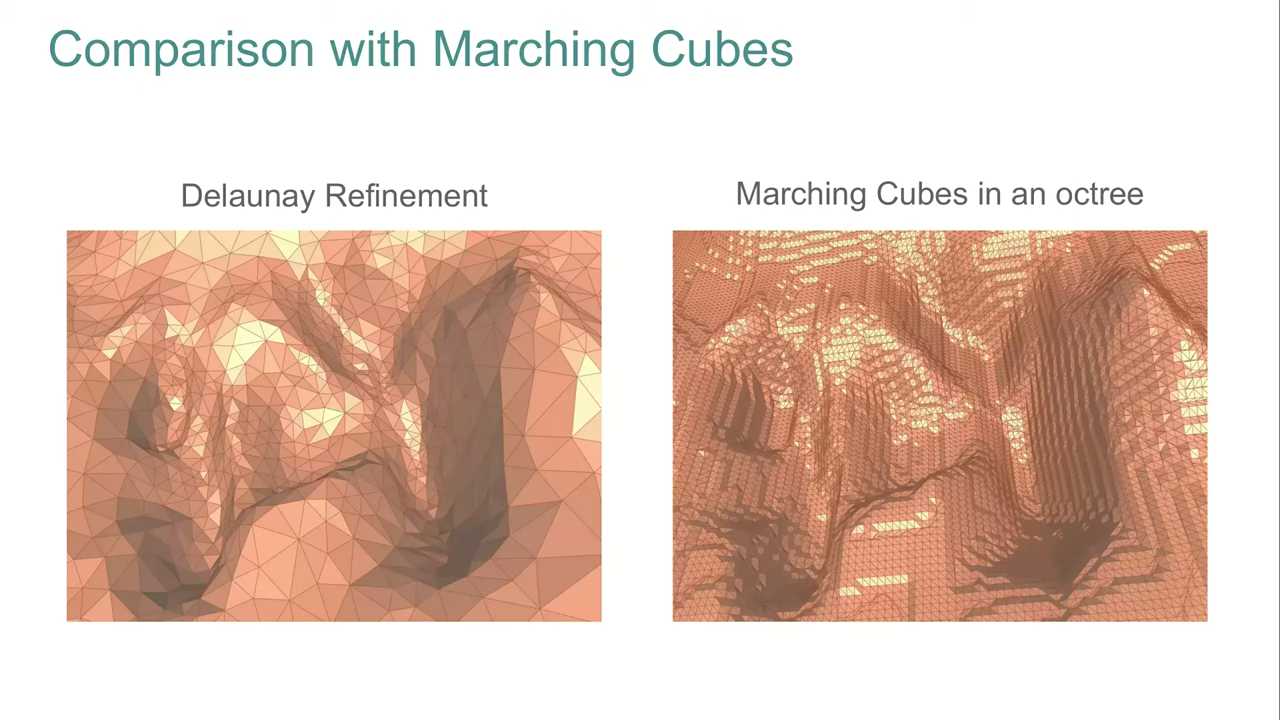 Comparison with Marching Cubes
Delaunay Refinement
Marching Cubes in an octree